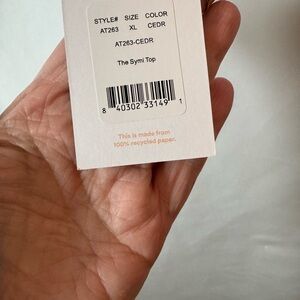 STYLE# SIZE COLOR
AT263 XL CEDR
AT263-CEDR
The Symi Top
8 40302 33149 1
This is made from
100% recycled paper.